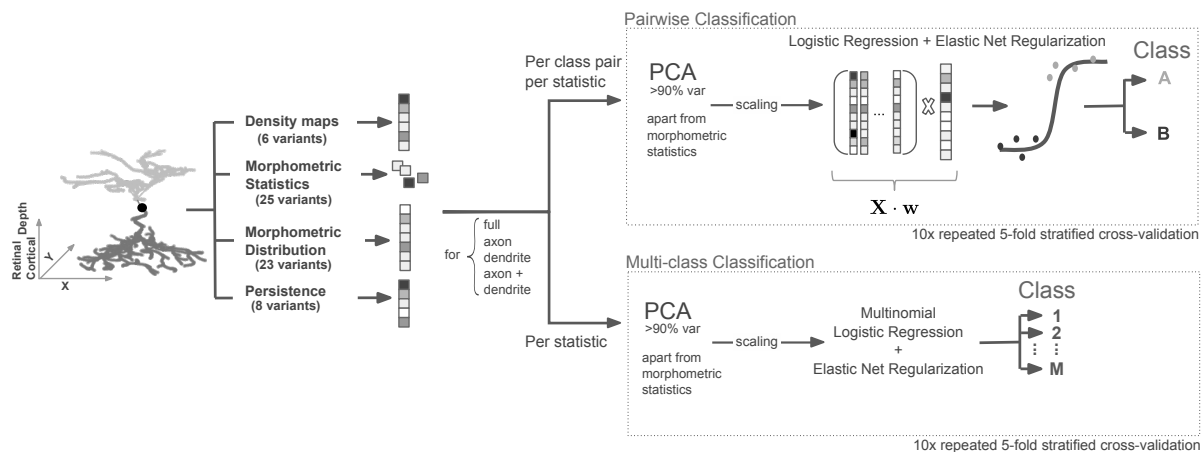 Retinal
Cortical
Depth
Y
X
Density maps
(6 variants)
Morphometric
Statistics
(25 variants)
Morphometric
Distribution
(23 variants)
Persistence
(8 variants)
for
full
axon
dendrite
axon +
dendrite
Per class pair
per statistic
Per statistic
Pairwise Classification
PCA
>90% var
apart from
morphometric
statistics
scaling
Logistic Regression + Elastic Net Regularization
...
X · w
Class
A
B
10x repeated 5-fold stratified cross-validation
Multi-class Classification
PCA
>90% var
apart from
morphometric
statistics
scaling
Multinomial
Logistic Regression
+
Elastic Net Regularization
Class
1
2
⋮ ⋮
M
10x repeated 5-fold stratified cross-validation